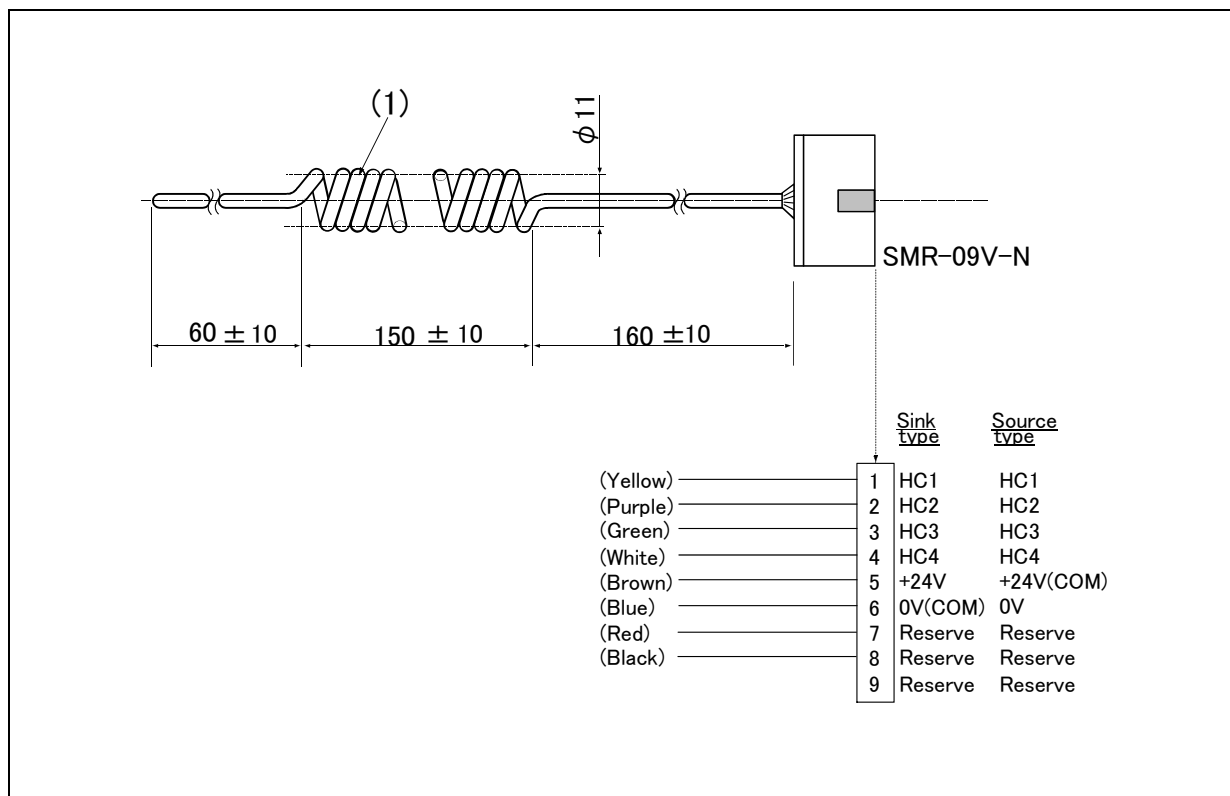 (1)
φ11
SMR-09V-N
60 ±10
150 ± 10
160 ±10
Sink type
Source type
(Yellow) 1 HC1 HC1
(Purple) 2 HC2 HC2
(Green) 3 HC3 HC3
(White) 4 HC4 HC4
(Brown) 5 +24V +24V(COM)
(Blue) 6 0V(COM) 0V
(Red) 7 Reserve Reserve
(Black) 8 Reserve Reserve
9 Reserve Reserve